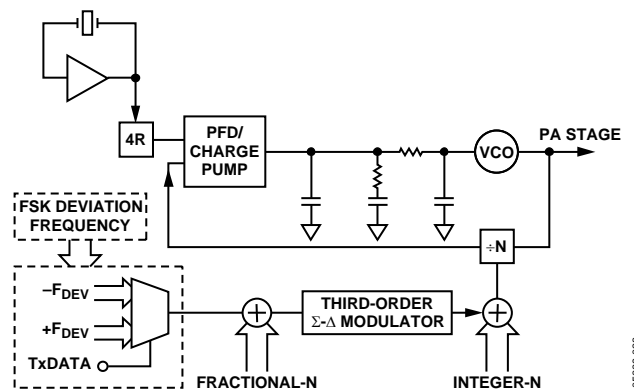 4R
PFD/
CHARGE
PUMP
VCO
PA STAGE
FSK DEVIATION
FREQUENCY
÷N
–FDEV
+FDEV
TxDATA
THIRD-ORDER
Σ-Δ MODULATOR
FRACTIONAL-N
INTEGER-N